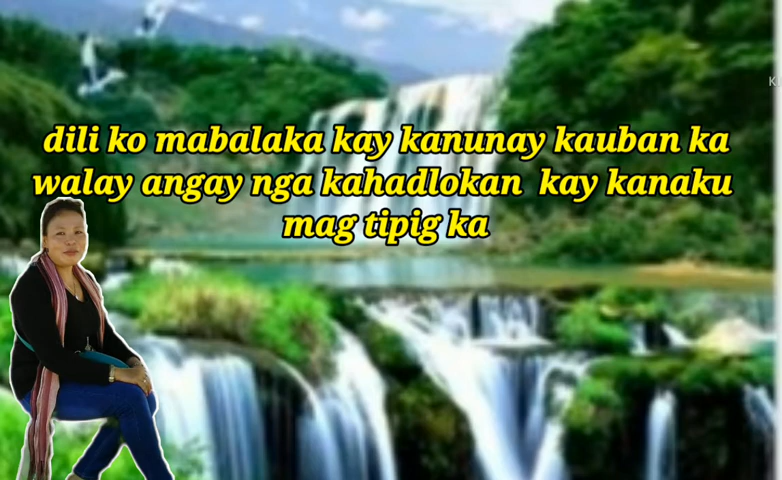 dili ko mabalaka kay kanunay kauban ka
walay angay nga kahadlokan kay kanaku
mag tipig ka
K